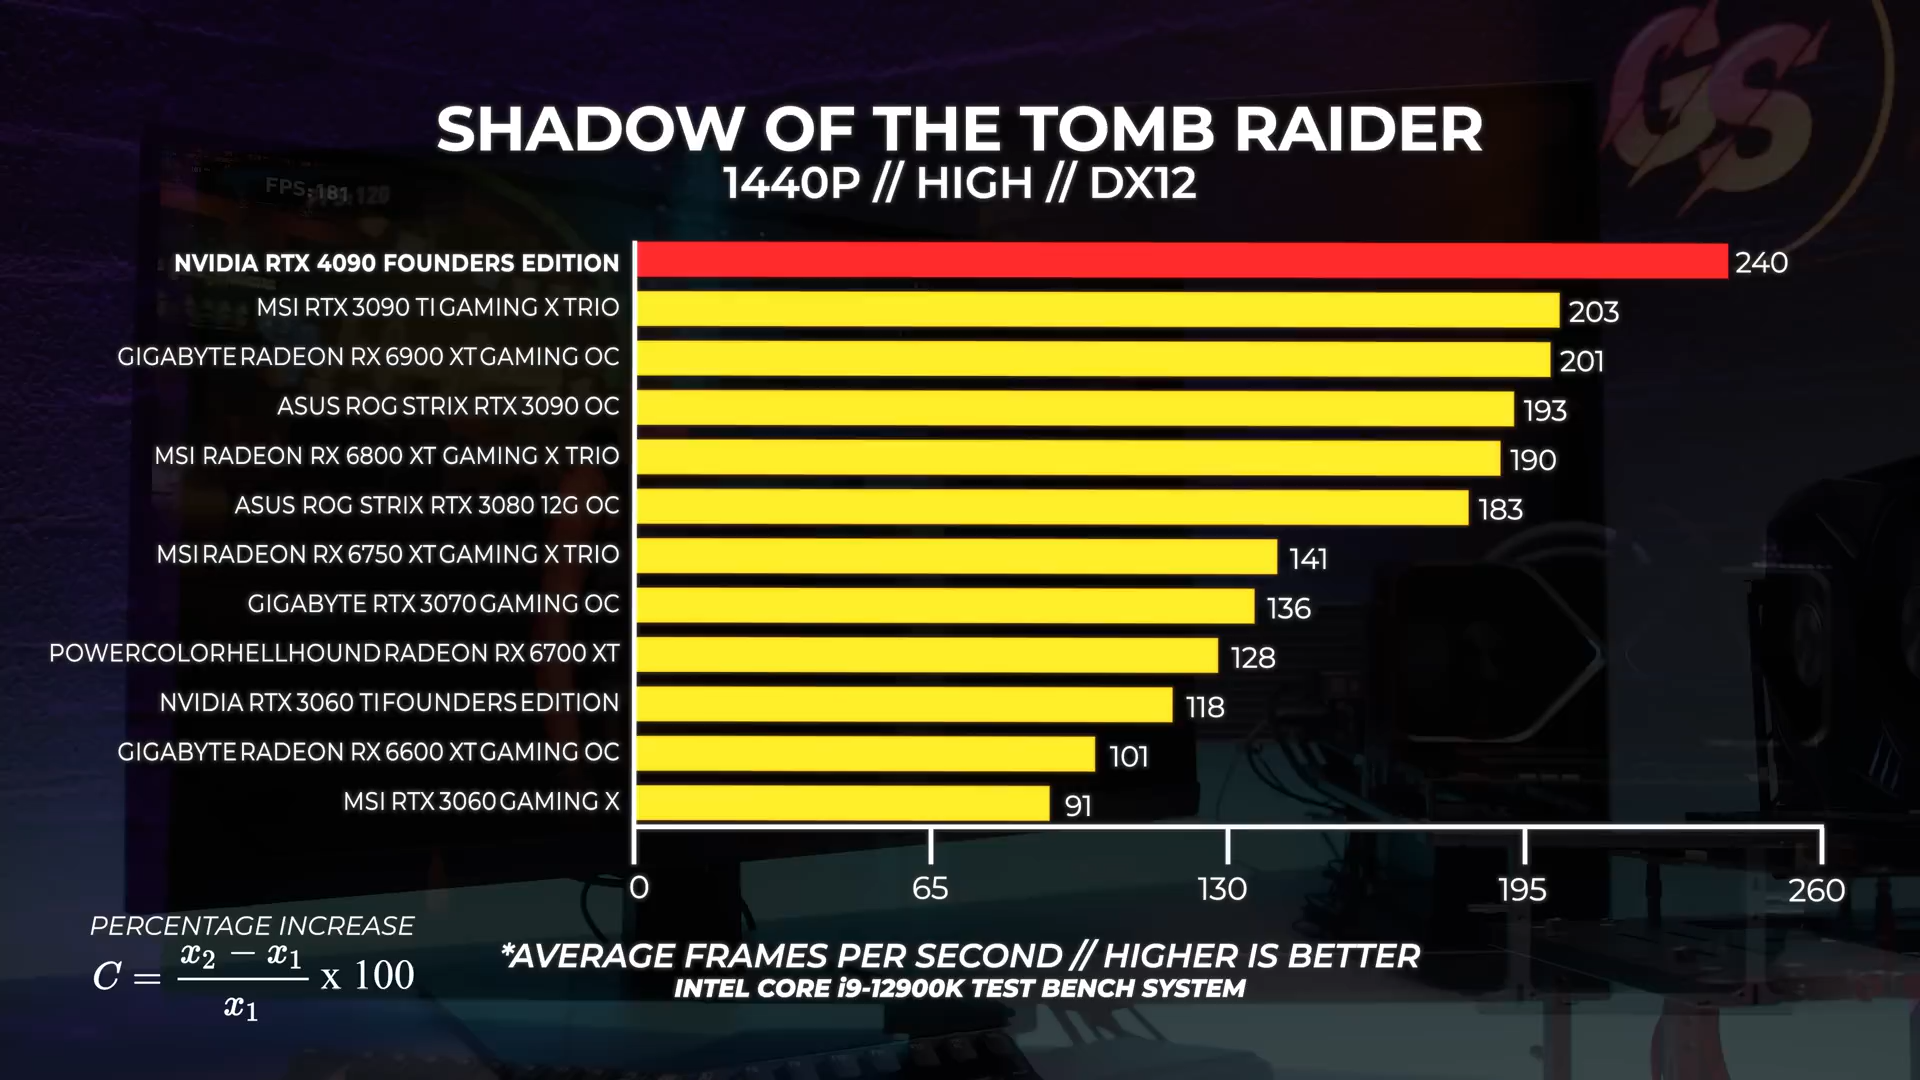 GS
SHADOW OF THE TOMB RAIDER
1440P // HIGH // DX12
FPS:181 120
NVIDIA RTX 4090 FOUNDERS EDITION 240
MSI RTX 3090 TI GAMING X TRIO 203
GIGABYTE RADEON RX 6900 XT GAMING OC 201
ASUS ROG STRIX RTX 3090 OC 193
MSI RADEON RX 6800 XT GAMING X TRIO 190
ASUS ROG STRIX RTX 3080 12G OC 183
MSI RADEON RX 6750 XT GAMING X TRIO 141
GIGABYTE RTX 3070 GAMING OC 136
POWERCOLOR HELLHOUND RADEON RX 6700 XT 128
NVIDIA RTX 3060 TI FOUNDERS EDITION 118
GIGABYTE RADEON RX 6600 XT GAMING OC 101
MSI RTX 3060 GAMING X 91
0 65 130 195 260
PERCENTAGE INCREASE
C = (x₂ − x₁) / x₁ x 100
*AVERAGE FRAMES PER SECOND // HIGHER IS BETTER
INTEL CORE i9-12900K TEST BENCH SYSTEM